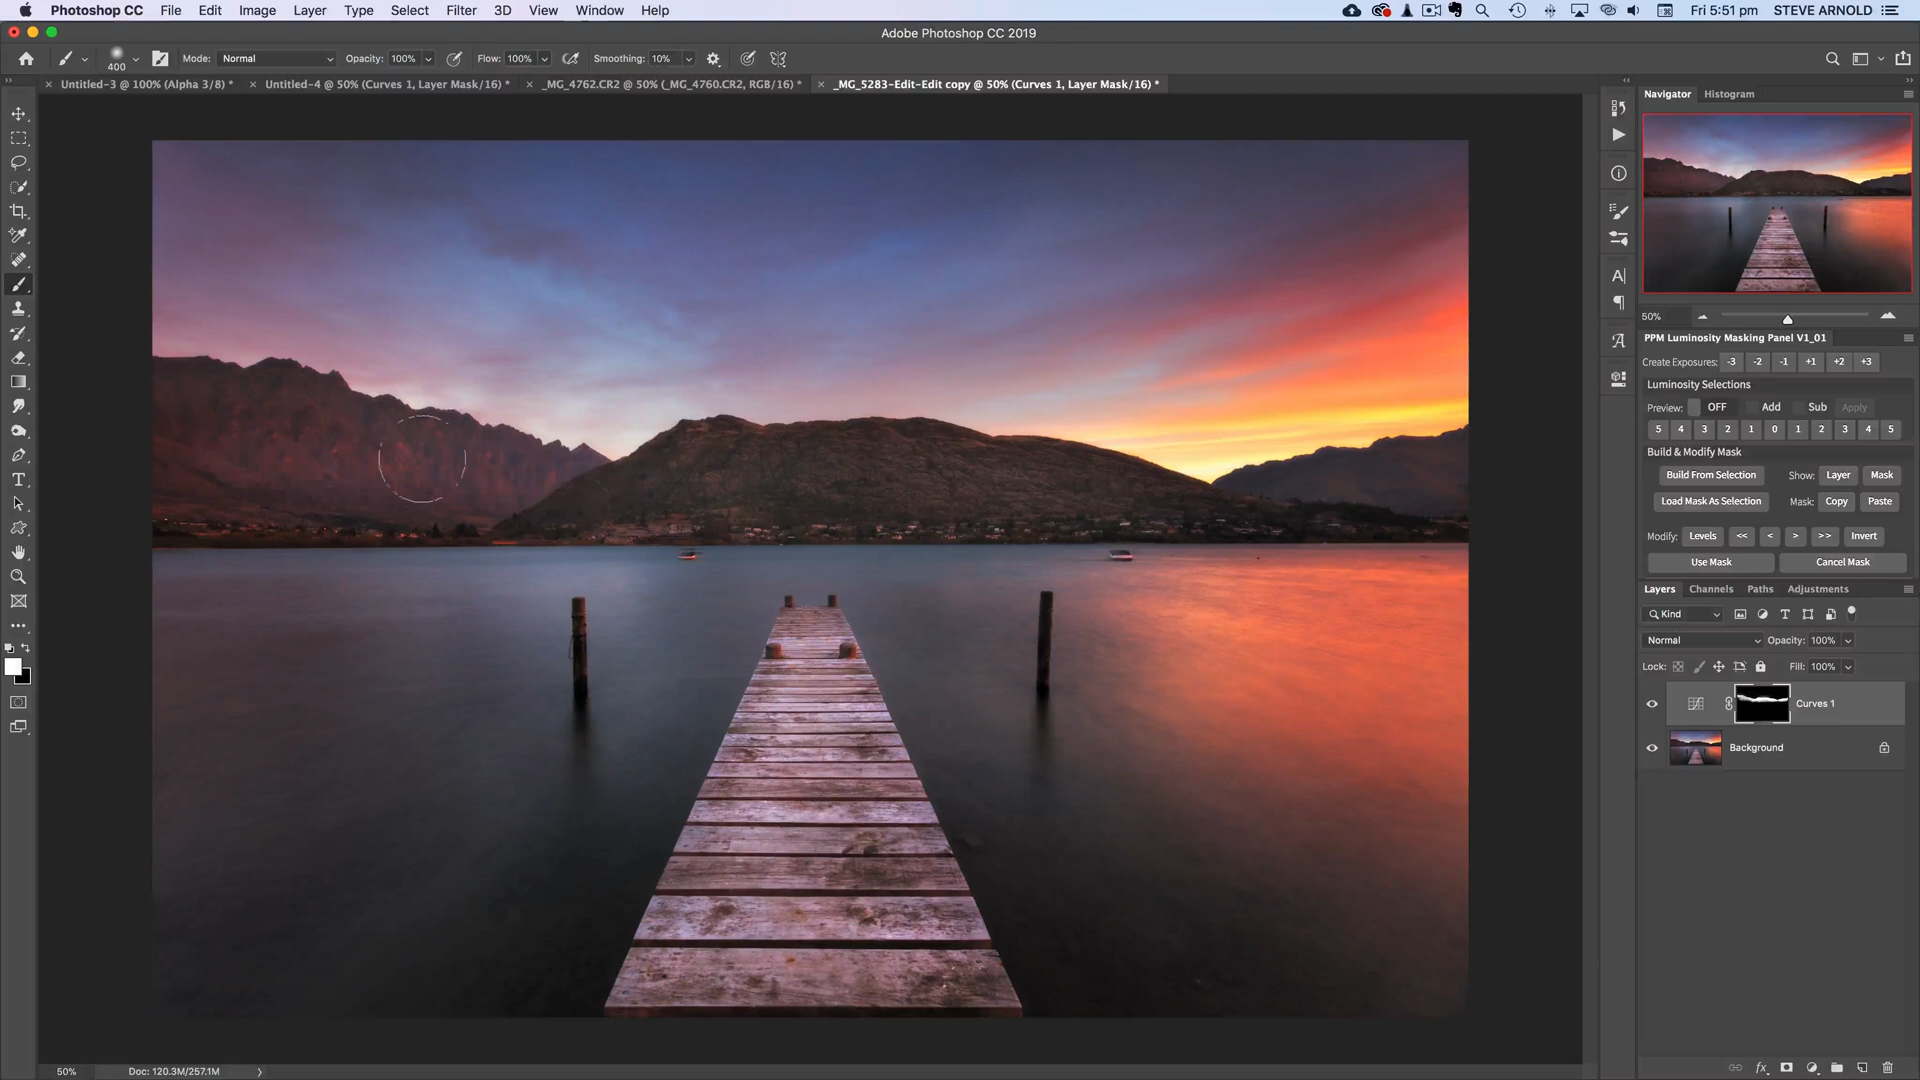 Photoshop CC File Edit Image Layer Type Select Filter 3D View Window Help Fri 5:51 pm STEVE ARNOLD
Adobe Photoshop CC 2019
400 Mode: Normal Opacity: 100% Flow: 100% Smoothing: 10%
Untitled-3 @ 100% (Alpha 3/8) * Untitled-4 @ 50% (Curves 1, Layer Mask/16) * _MG_4762.CR2 @ 50% (_MG_4760.CR2, RGB/16) * _MG_5283-Edit-Edit copy @ 50% (Curves 1, Layer Mask/16) *
Navigator Histogram
50%
PPM Luminosity Masking Panel V1_01
Create Exposures: -3 -2 -1 +1 +2 +3
Luminosity Selections
Preview: OFF Add Sub Apply
5 4 3 2 1 0 1 2 3 4 5
Build & Modify Mask
Build From Selection Show: Layer Mask
Load Mask As Selection Mask: Copy Paste
Modify: Levels << < > >> Invert
Use Mask Cancel Mask
Layers Channels Paths Adjustments
Kind
Normal Opacity: 100%
Lock: Fill: 100%
Curves 1
Background
50% Doc: 120.3M/257.1M